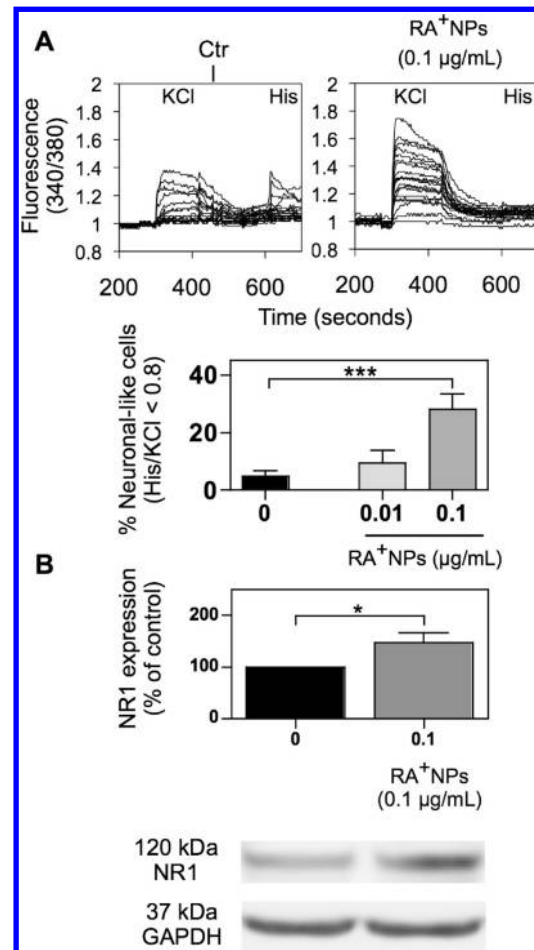 A
Ctr
RA+NPs
(0.1 µg/mL)
Fluorescence
(340/380)
2
1.8
1.6
1.4
1.2
1
0.8
KCl
His
200 400 600
2
1.8
1.6
1.4
1.2
1
0.8
KCl
His
200 400 600
Time (seconds)
% Neuronal-like cells
(His/KCl < 0.8)
40
20
0
***
0 0.01 0.1
RA+NPs (µg/mL)
B
NR1 expression
(% of control)
200
100
0
*
0 0.1
RA+NPs
(0.1 µg/mL)
120 kDa
NR1
37 kDa
GAPDH